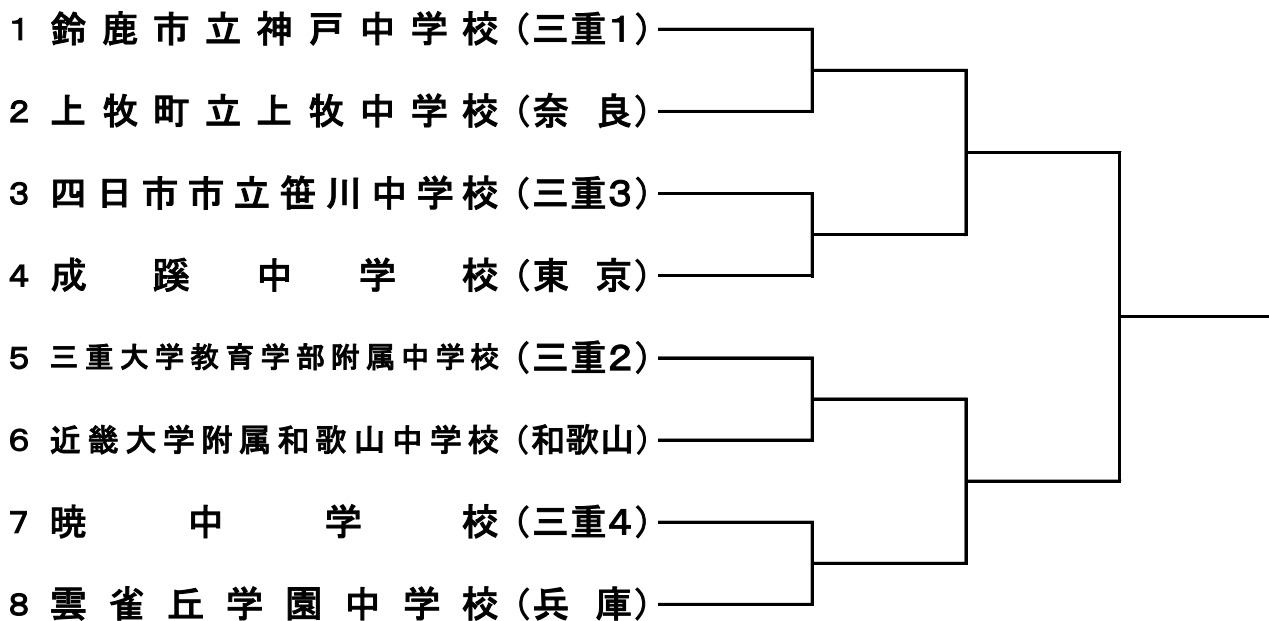 1 鈴鹿市立神戸中学校（三重1）
2 上牧町立上牧中学校（奈良）
3 四日市市立笹川中学校（三重3）
4 成蹊中学校（東京）
5 三重大学教育学部附属中学校（三重2）
6 近畿大学附属和歌山中学校（和歌山）
7 暁中学校（三重4）
8 雲雀丘学園中学校（兵庫）